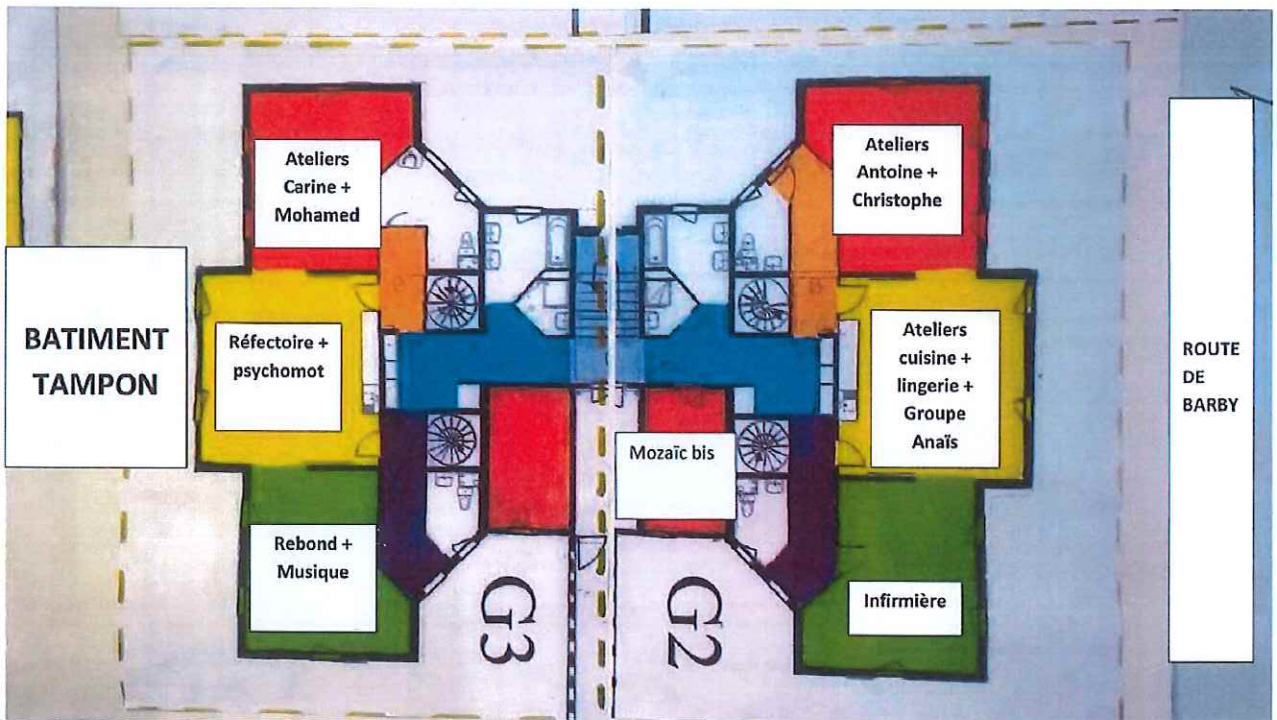 Ateliers
Carine +
Mohamed
Ateliers
Antoine +
Christophe
BATIMENT
TAMPON
Réfectoire +
psychomot
Ateliers
cuisine +
lingerie +
Groupe
Anaïs
ROUTE
DE
BARBY
Mozaïc bis
Rebond +
Musique
Infirmière
G3
G2